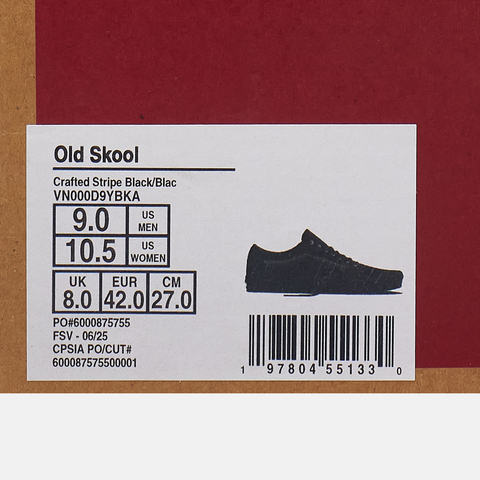 Old Skool
Crafted Stripe Black/Blac
VN000D9YBKA
9.0 US MEN
10.5 US WOMEN
UK EUR CM
8.0 42.0 27.0
PO#6000875755
FSV - 06/25
CPSIA PO/CUT#
600087575500001
1 97804 55133 0